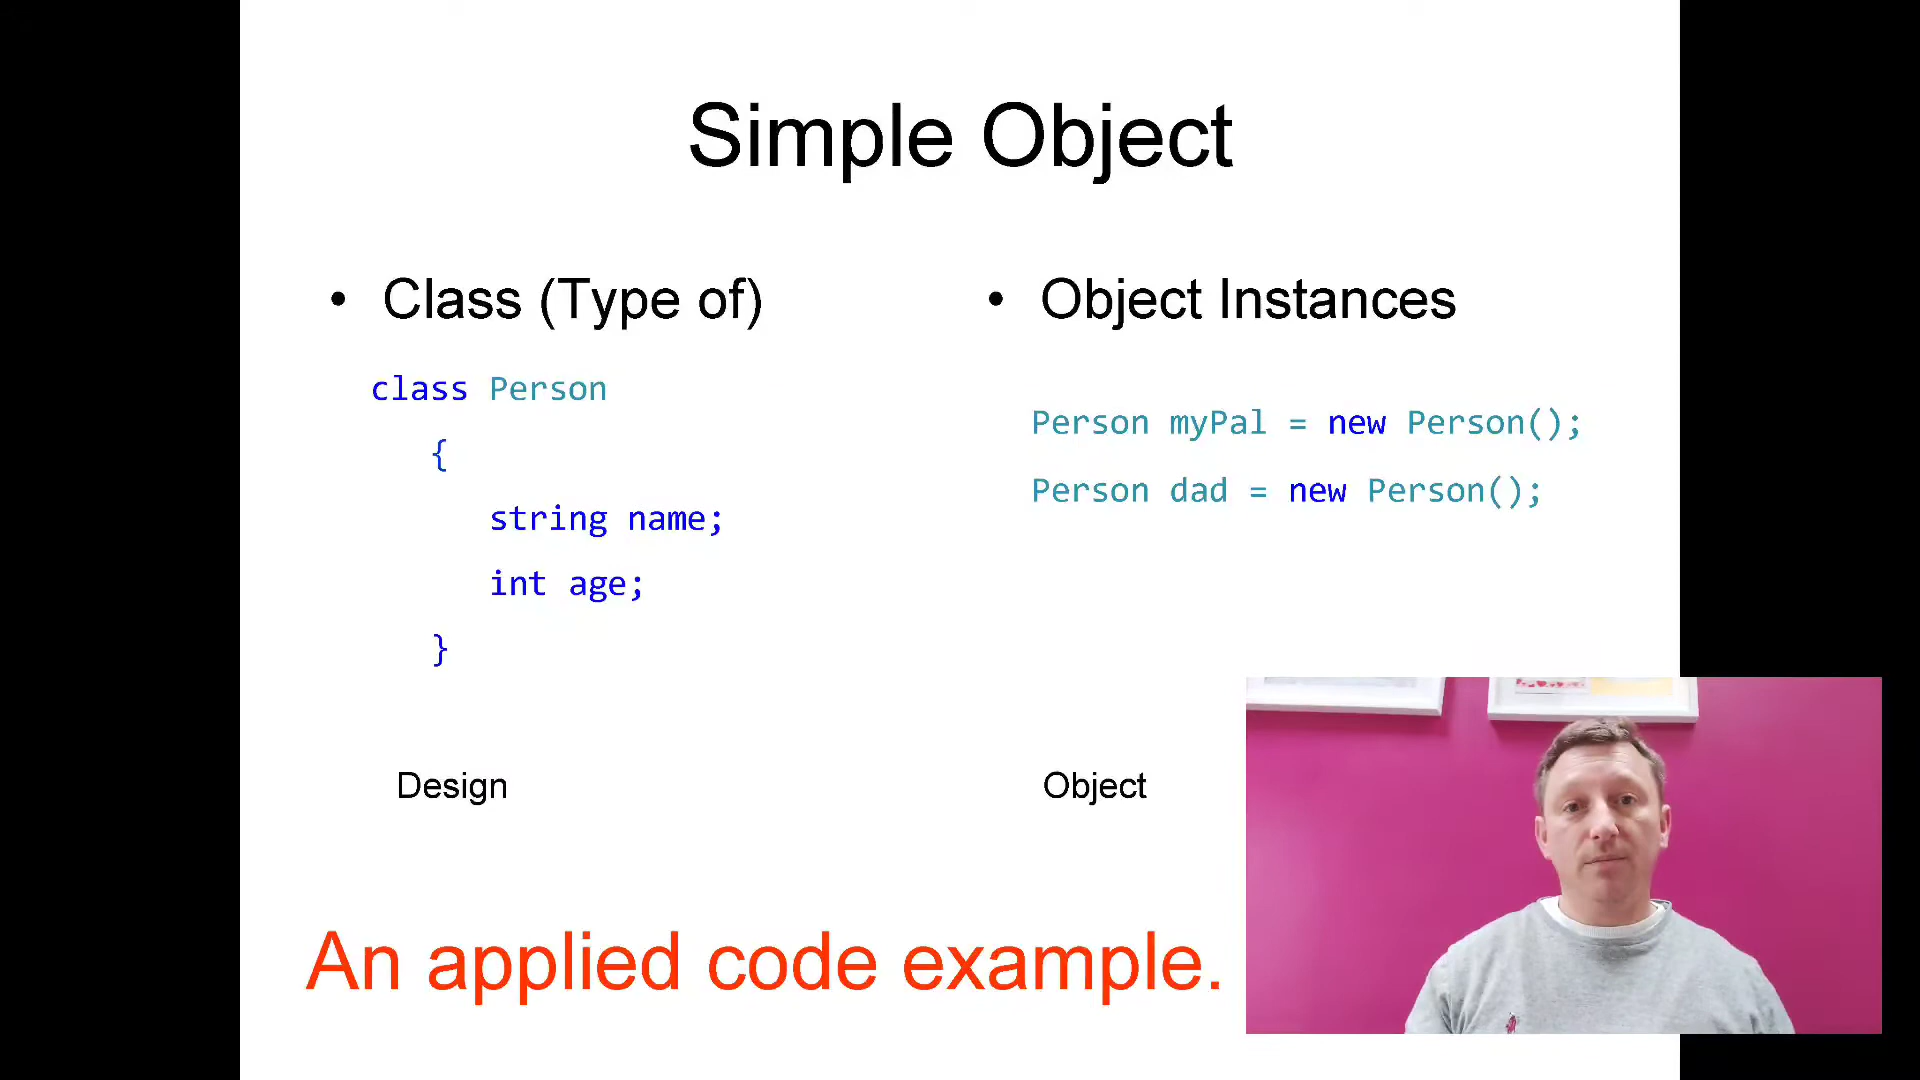 Simple Object
• Class (Type of)
class Person
{
string name;
int age;
}
Design
• Object Instances
Person myPal = new Person();
Person dad = new Person();
Object
An applied code example.